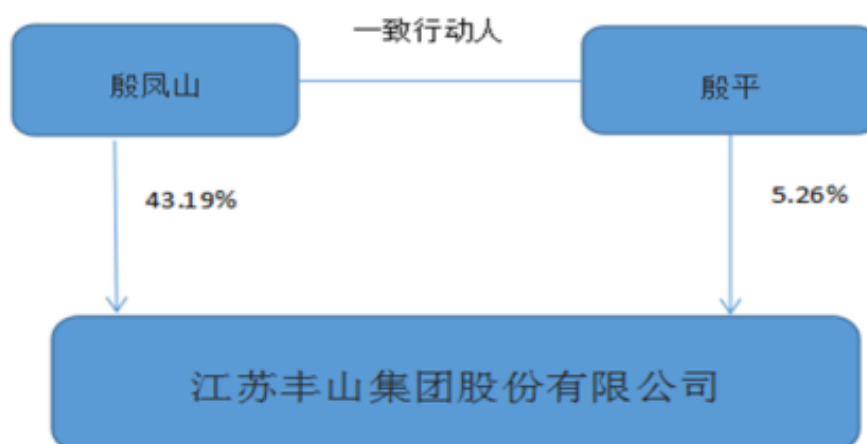 一致行动人
殷凤山
殷平
43.19%
5.26%
江苏丰山集团股份有限公司